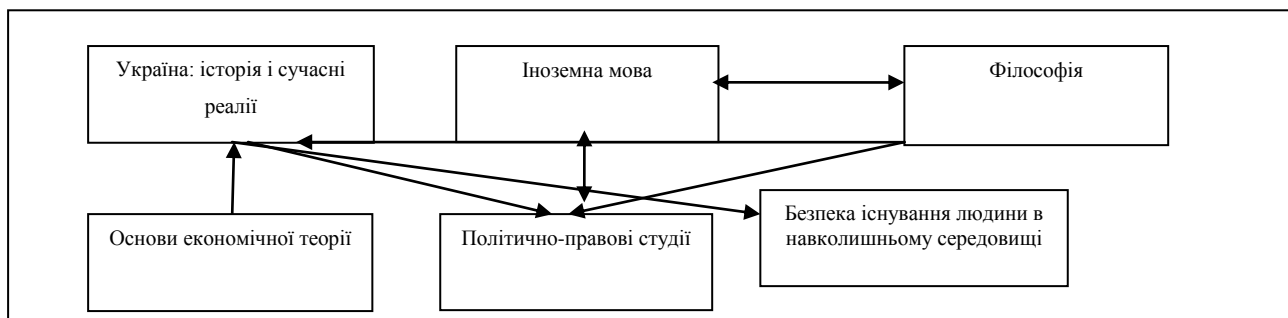 Україна: історія і сучасні
реалії
Іноземна мова
Філософія
Основи економічної теорії
Політично-правові студії
Безпека існування людини в
навколишньому середовищі